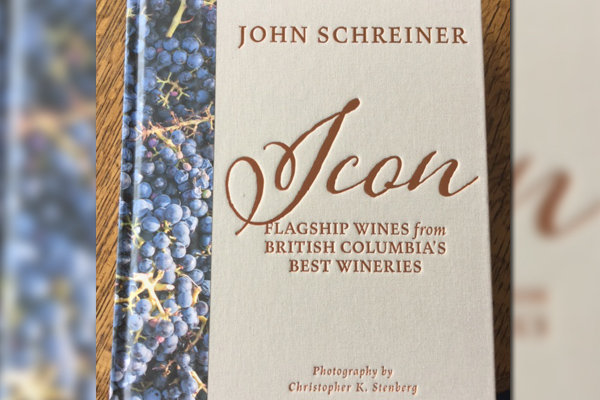 JOHN SCHREINER
Icon
FLAGSHIP WINES from
BRITISH COLUMBIA'S
BEST WINERIES
Photography by
Christopher K. Stenberg